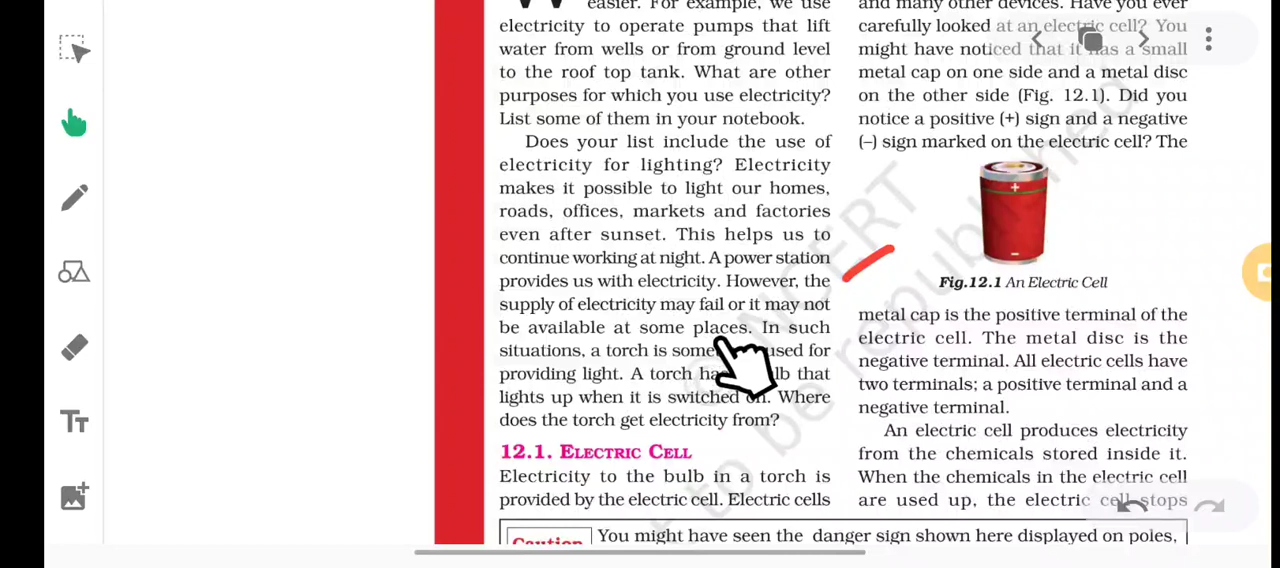 easier. For example, we use
electricity to operate pumps that lift
water from wells or from ground level
to the roof top tank. What are other
purposes for which you use electricity?
List some of them in your notebook.
Does your list include the use of
electricity for lighting? Electricity
makes it possible to light our homes,
roads, offices, markets and factories
even after sunset. This helps us to
continue working at night. A power station
provides us with electricity. However, the
supply of electricity may fail or it may not
be available at some places. In such
situations, a torch is some used for
providing light. A torch has lb that
lights up when it is switched on. Where
does the torch get electricity from?
12.1. ELECTRIC CELL
Electricity to the bulb in a torch is
provided by the electric cell. Electric cells
and many other devices. Have you ever
carefully looked at an electric cell? You
might have noticed that it has a small
metal cap on one side and a metal disc
on the other side (Fig. 12.1). Did you
notice a positive (+) sign and a negative
(–) sign marked on the electric cell? The
+
–
Fig.12.1 An Electric Cell
metal cap is the positive terminal of the
electric cell. The metal disc is the
negative terminal. All electric cells have
two terminals; a positive terminal and a
negative terminal.
An electric cell produces electricity
from the chemicals stored inside it.
When the chemicals in the electric cell
are used up, the electric cell stops
Caution
You might have seen the danger sign shown here displayed on poles,
© NCERT
to be republished
TT